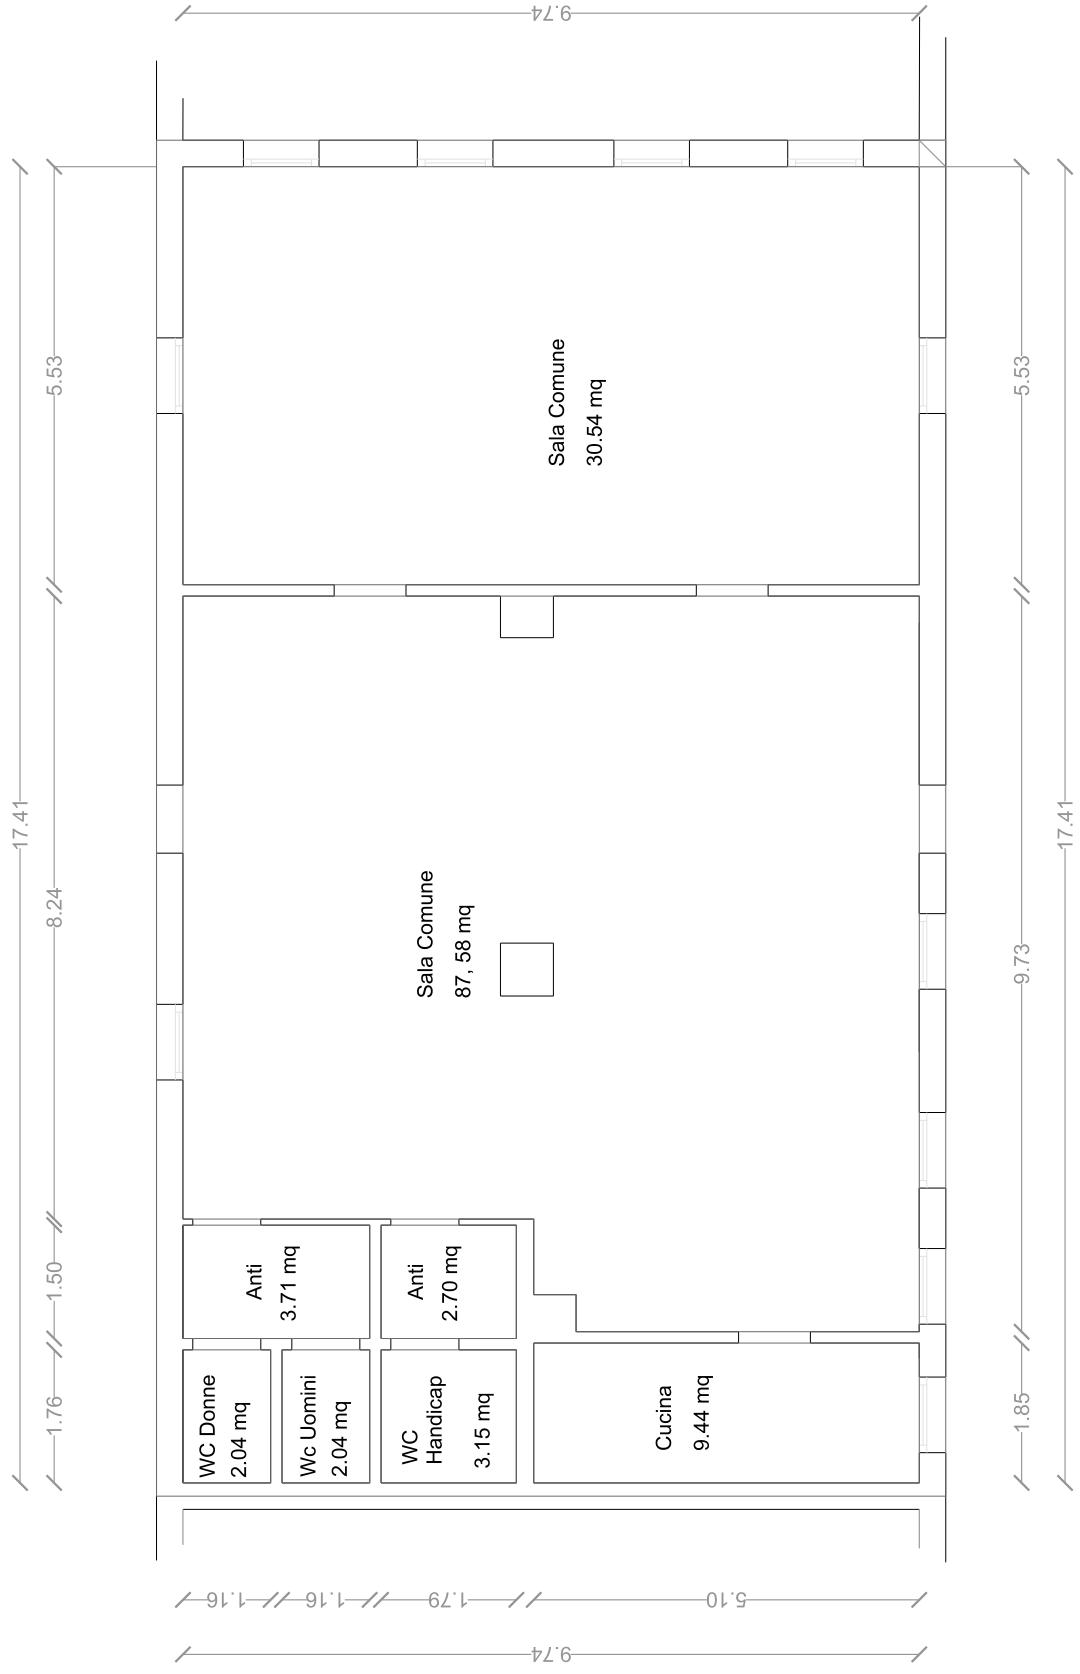 9.74
17.41
5.53
8.24
1.50
1.76
5.53
9.73
1.85
17.41
Sala Comune
30.54 mq
Sala Comune
87, 58 mq
Anti
3.71 mq
Anti
2.70 mq
WC Donne
2.04 mq
Wc Uomini
2.04 mq
WC
Handicap
3.15 mq
Cucina
9.44 mq
1.16
1.16
1.79
5.10
9.74